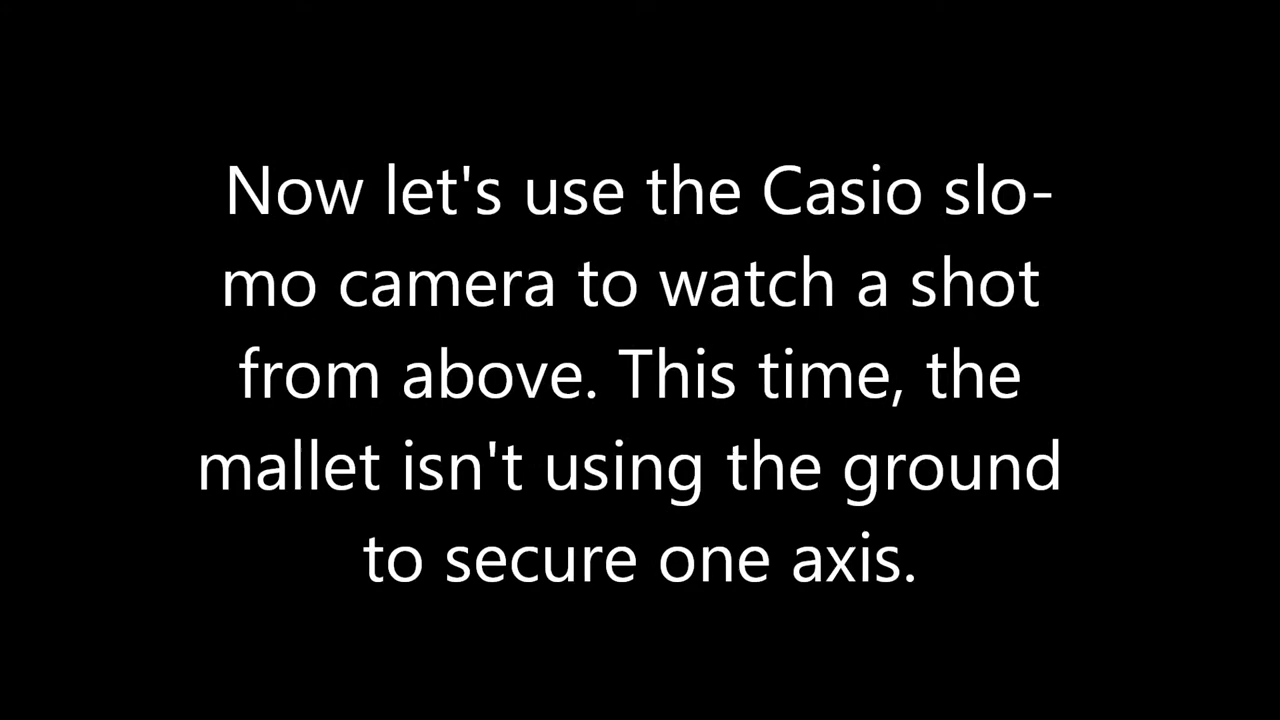 Now let's use the Casio slo-
mo camera to watch a shot
from above. This time, the
mallet isn't using the ground
to secure one axis.